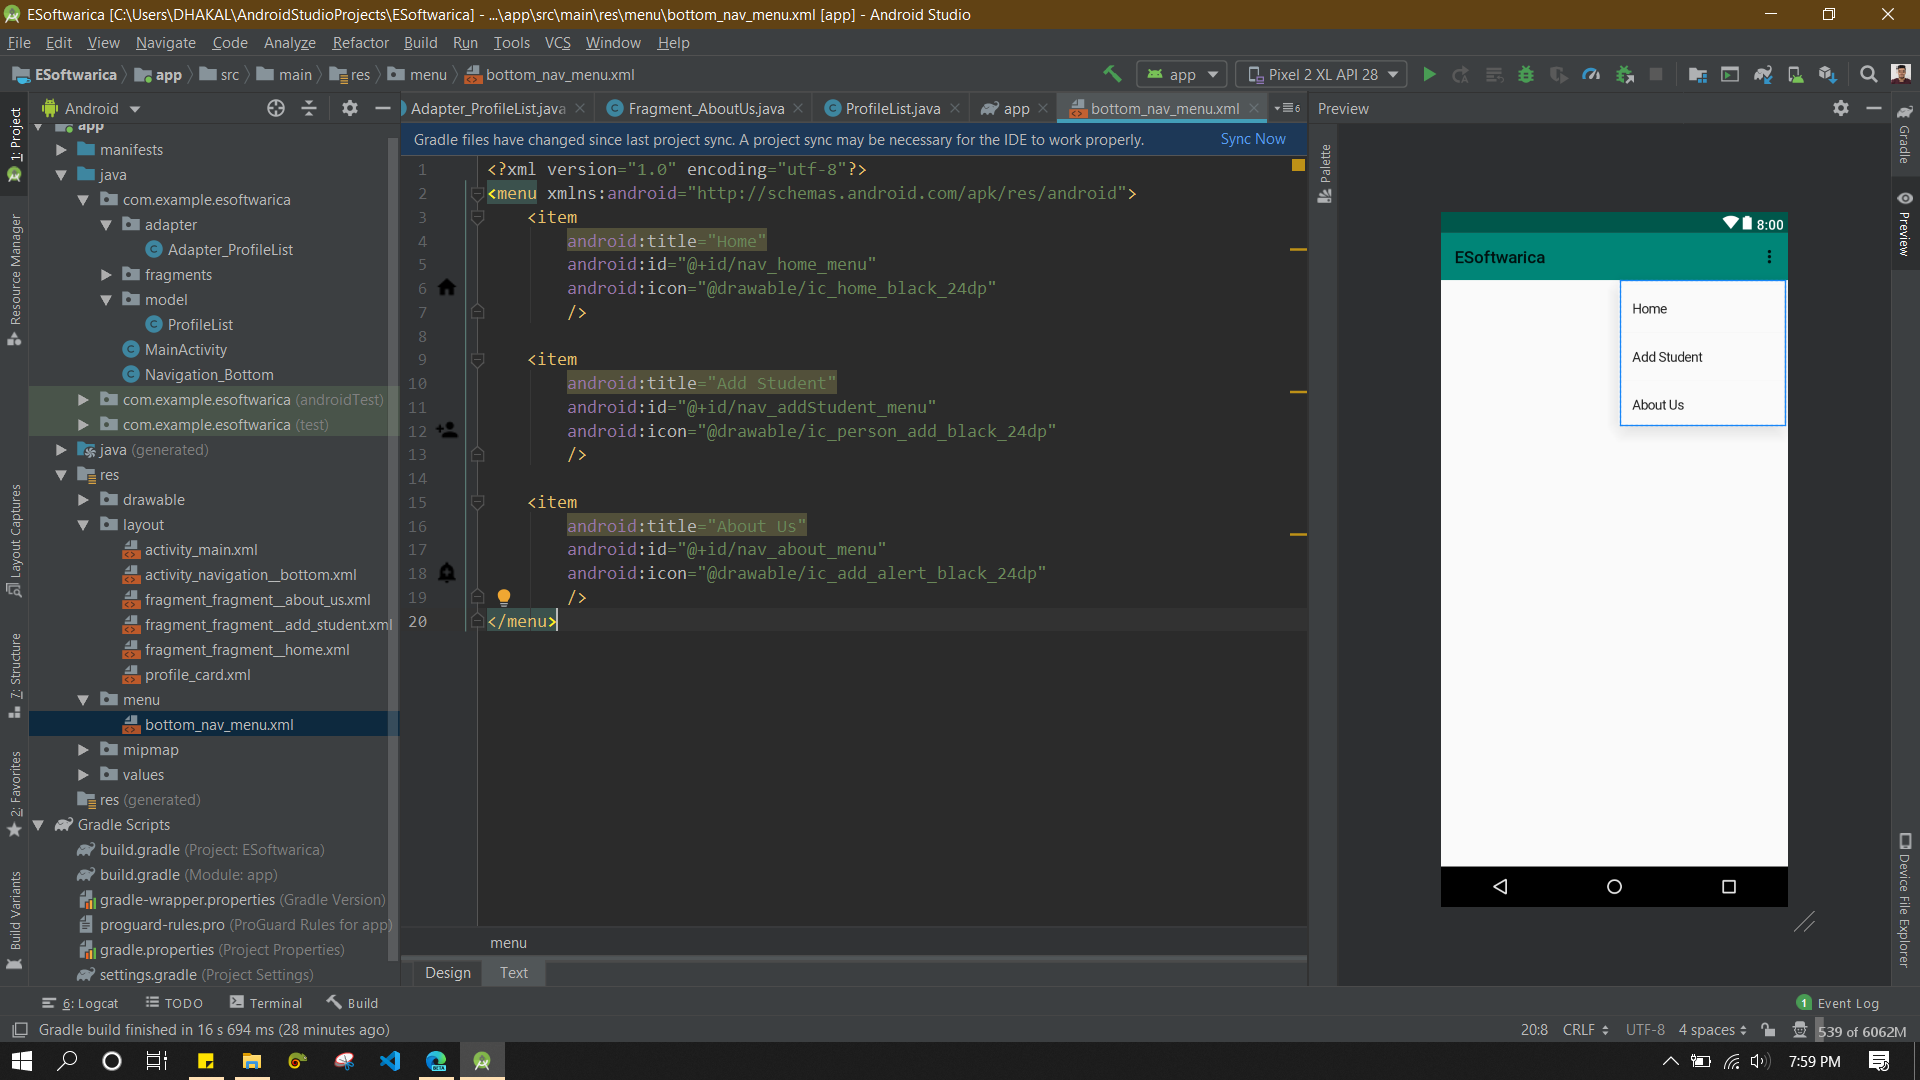 ESoftwarica [C:\Users\DHAKAL\AndroidStudioProjects\ESoftwarica] - ...\app\src\main\res\menu\bottom_nav_menu.xml [app] - Android Studio
File Edit View Navigate Code Analyze Refactor Build Run Tools VCS Window Help
ESoftwarica app src main res menu bottom_nav_menu.xml
app
Pixel 2 XL API 28
Android
Adapter_ProfileList.java
Fragment_AboutUs.java
ProfileList.java
app
bottom_nav_menu.xml
6
Preview
Gradle files have changed since last project sync. A project sync may be necessary for the IDE to work properly.
Sync Now
1: Project
Resource Manager
Layout Captures
7: Structure
2: Favorites
Build Variants
app
manifests
java
com.example.esoftwarica
adapter
Adapter_ProfileList
fragments
model
ProfileList
MainActivity
Navigation_Bottom
com.example.esoftwarica (androidTest)
com.example.esoftwarica (test)
java (generated)
res
drawable
layout
activity_main.xml
activity_navigation__bottom.xml
fragment_fragment__about_us.xml
fragment_fragment__add_student.xml
fragment_fragment__home.xml
profile_card.xml
menu
bottom_nav_menu.xml
mipmap
values
res (generated)
Gradle Scripts
build.gradle (Project: ESoftwarica)
build.gradle (Module: app)
gradle-wrapper.properties (Gradle Version)
proguard-rules.pro (ProGuard Rules for app)
gradle.properties (Project Properties)
settings.gradle (Project Settings)
1 <?xml version="1.0" encoding="utf-8"?>
2 <menu xmlns:android="http://schemas.android.com/apk/res/android">
3 <item
4 android:title="Home"
5 android:id="@+id/nav_home_menu"
6 android:icon="@drawable/ic_home_black_24dp"
7 />
8
9 <item
10 android:title="Add Student"
11 android:id="@+id/nav_addStudent_menu"
12 android:icon="@drawable/ic_person_add_black_24dp"
13 />
14
15 <item
16 android:title="About Us"
17 android:id="@+id/nav_about_menu"
18 android:icon="@drawable/ic_add_alert_black_24dp"
19 />
20 </menu>
menu
Design Text
Palette
8:00
ESoftwarica
Home
Add Student
About Us
Gradle
Preview
Device File Explorer
6: Logcat TODO Terminal Build
1 Event Log
Gradle build finished in 16 s 694 ms (28 minutes ago)
20:8 CRLF UTF-8 4 spaces 539 of 6062M
BETA
7:59 PM